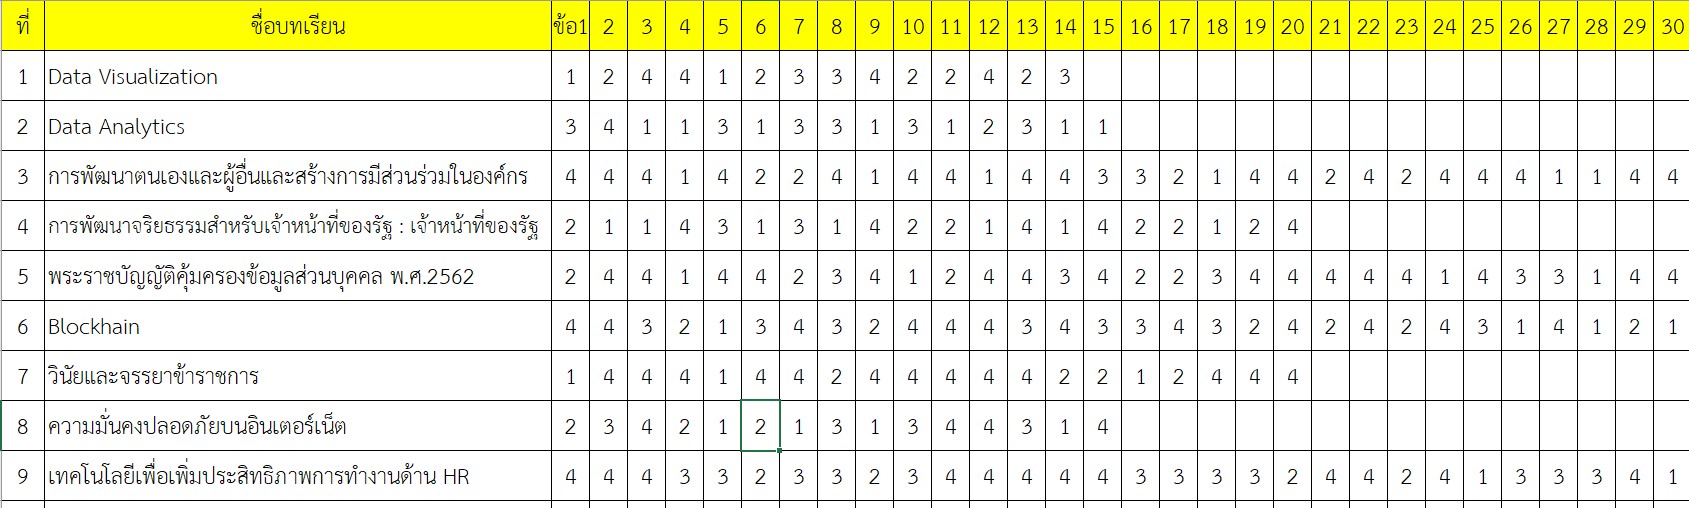 ที่ ชื่อบทเรียน ข้อ1 2 3 4 5 6 7 8 9 10 11 12 13 14 15 16 17 18 19 20 21 22 23 24 25 26 27 28 29 30
1 Data Visualization 1 2 4 4 1 2 3 3 4 2 2 4 2 3
2 Data Analytics 3 4 1 1 3 1 3 3 1 3 1 2 3 1 1
3 การพัฒนาตนเองและผู้อื่นและสร้างการมีส่วนร่วมในองค์กร 4 4 4 1 4 2 2 4 1 4 4 1 4 4 3 3 2 1 4 4 2 4 2 4 4 4 1 1 4 4
4 การพัฒนาจริยธรรมสำหรับเจ้าหน้าที่ของรัฐ : เจ้าหน้าที่ของรัฐ 2 1 1 4 3 1 3 1 4 2 2 1 4 1 4 2 2 1 2 4
5 พระราชบัญญัติคุ้มครองข้อมูลส่วนบุคคล พ.ศ.2562 2 4 4 1 4 4 2 3 4 1 2 4 4 3 4 2 2 3 4 4 4 4 4 1 4 3 3 1 4 4
6 Blockhain 4 4 3 2 1 3 4 3 2 4 4 4 3 4 3 3 4 3 2 4 2 4 2 4 3 1 4 1 2 1
7 วินัยและจรรยาข้าราชการ 1 4 4 4 1 4 4 2 4 4 4 4 4 2 2 1 2 4 4 4
8 ความมั่นคงปลอดภัยบนอินเตอร์เน็ต 2 3 4 2 1 2 1 3 1 3 4 4 3 1 4
9 เทคโนโลยีเพื่อเพิ่มประสิทธิภาพการทำงานด้าน HR 4 4 4 3 3 2 3 3 2 3 4 4 4 4 4 3 3 3 3 2 4 4 2 4 1 3 3 3 4 1